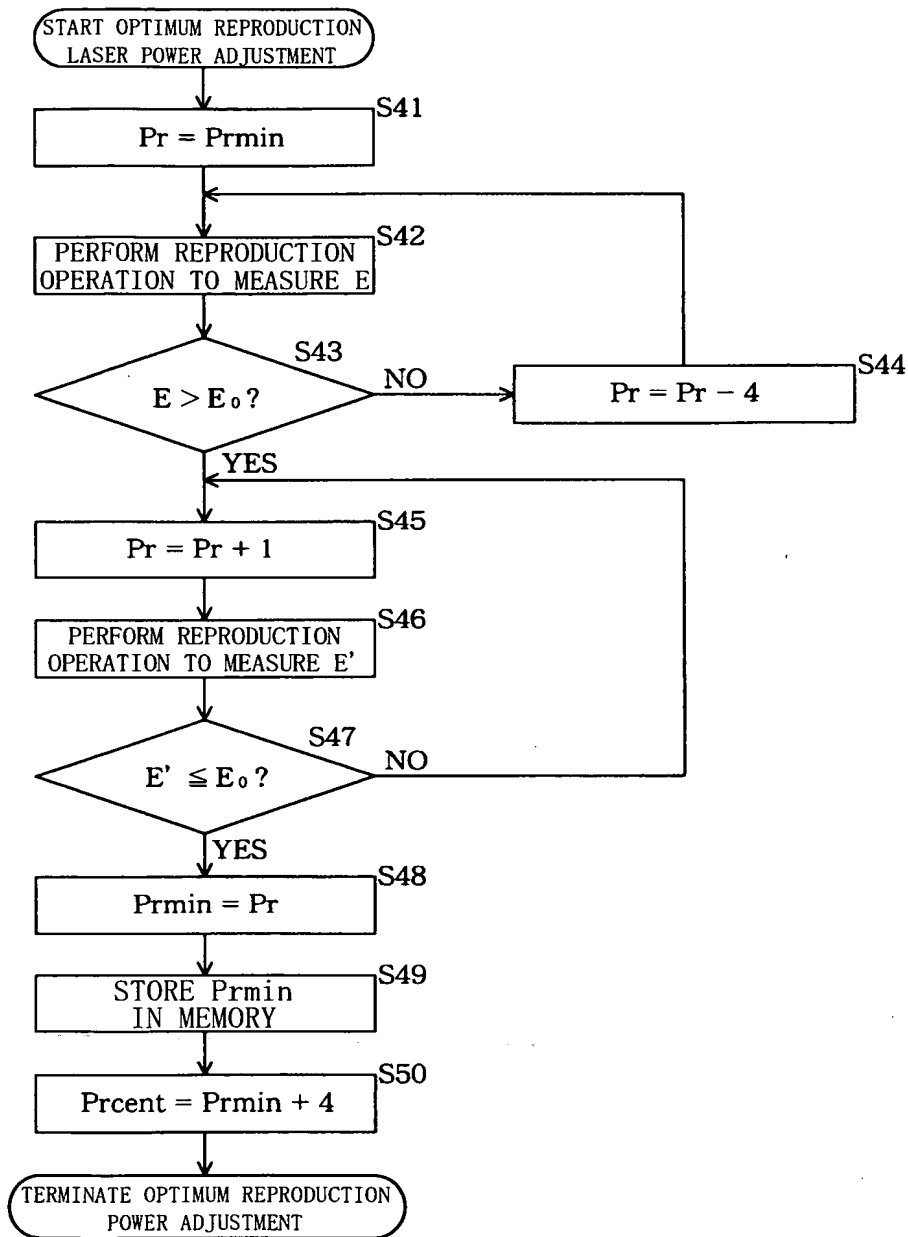 START OPTIMUM REPRODUCTION
LASER POWER ADJUSTMENT
S41
Pr = Prmin
S42
PERFORM REPRODUCTION
OPERATION TO MEASURE E
S43
E > E₀?
NO
S44
Pr = Pr − 4
YES
S45
Pr = Pr + 1
S46
PERFORM REPRODUCTION
OPERATION TO MEASURE E'
S47
E' ≦ E₀?
NO
YES
S48
Prmin = Pr
S49
STORE Prmin
IN MEMORY
S50
Prcent = Prmin + 4
TERMINATE OPTIMUM REPRODUCTION
POWER ADJUSTMENT